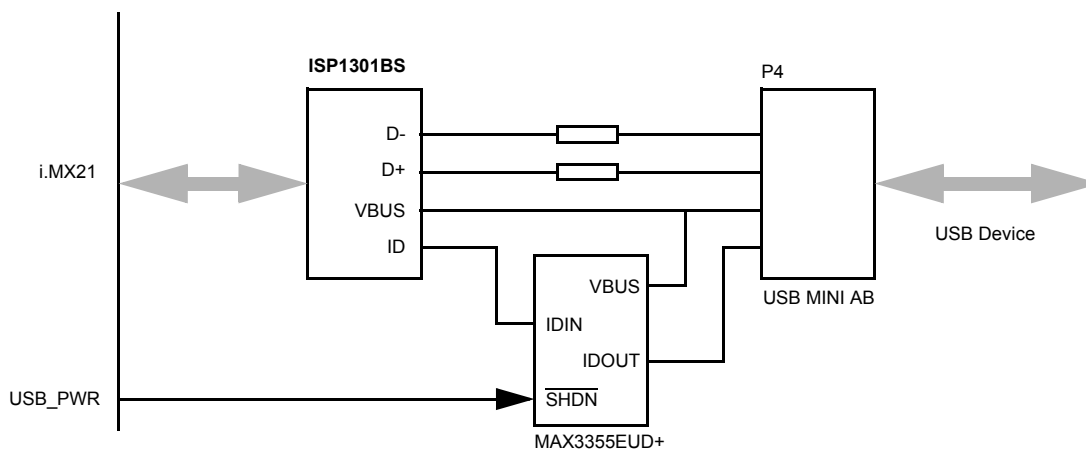 ISP1301BS
P4
D-
i.MX21
D+
VBUS
USB Device
ID
VBUS
USB MINI AB
IDIN
IDOUT
USB_PWR
SHDN
MAX3355EUD+